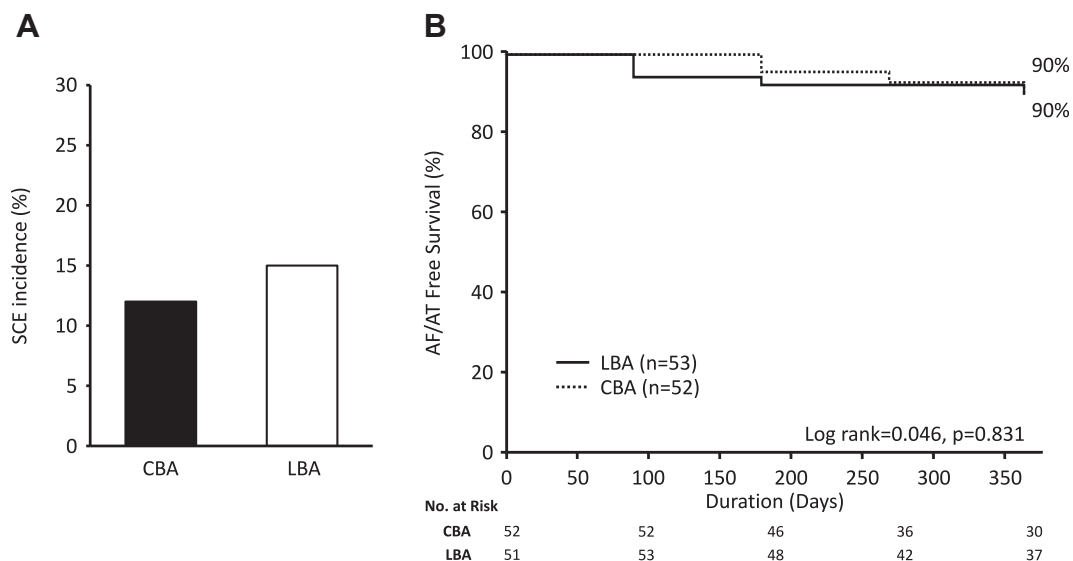 A
SCE incidence (%)
30
25
20
15
10
5
0
CBA LBA
B
AF/AT Free Survival (%)
100
80
60
40
20
0
90%
90%
LBA (n=53)
CBA (n=52)
Log rank=0.046, p=0.831
0 50 100 150 200 250 300 350
Duration (Days)
No. at Risk
CBA 52 52 46 36 30
LBA 51 53 48 42 37